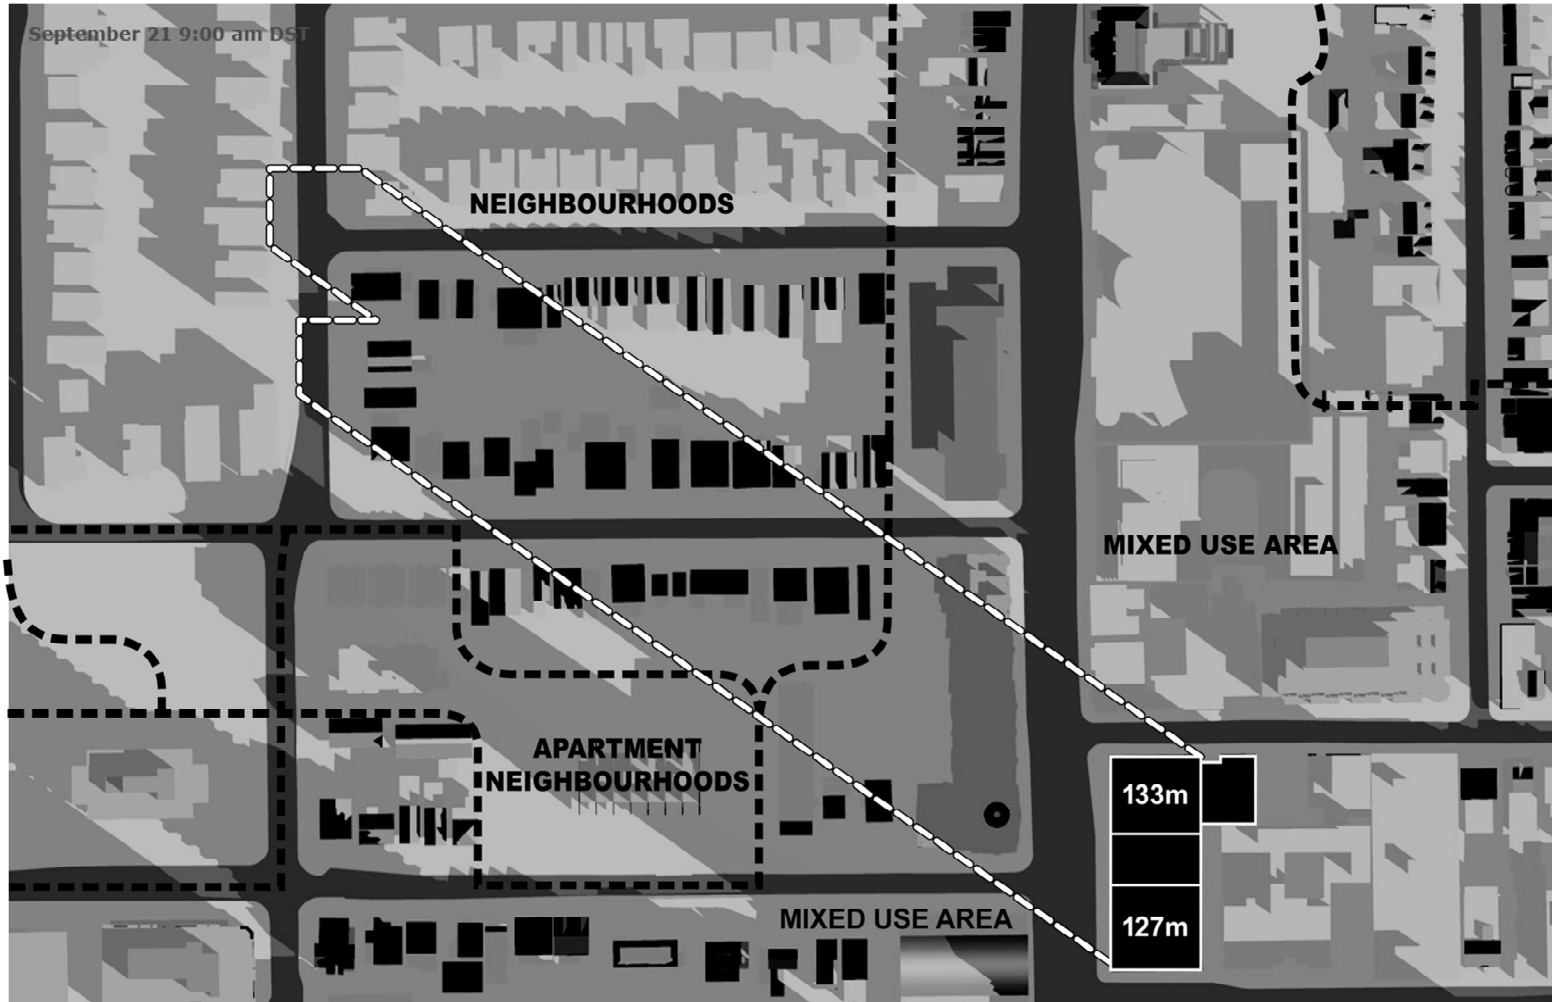 September 21 9:00 am DST
NEIGHBOURHOODS
MIXED USE AREA
APARTMENT
NEIGHBOURHOODS
133m
127m
MIXED USE AREA